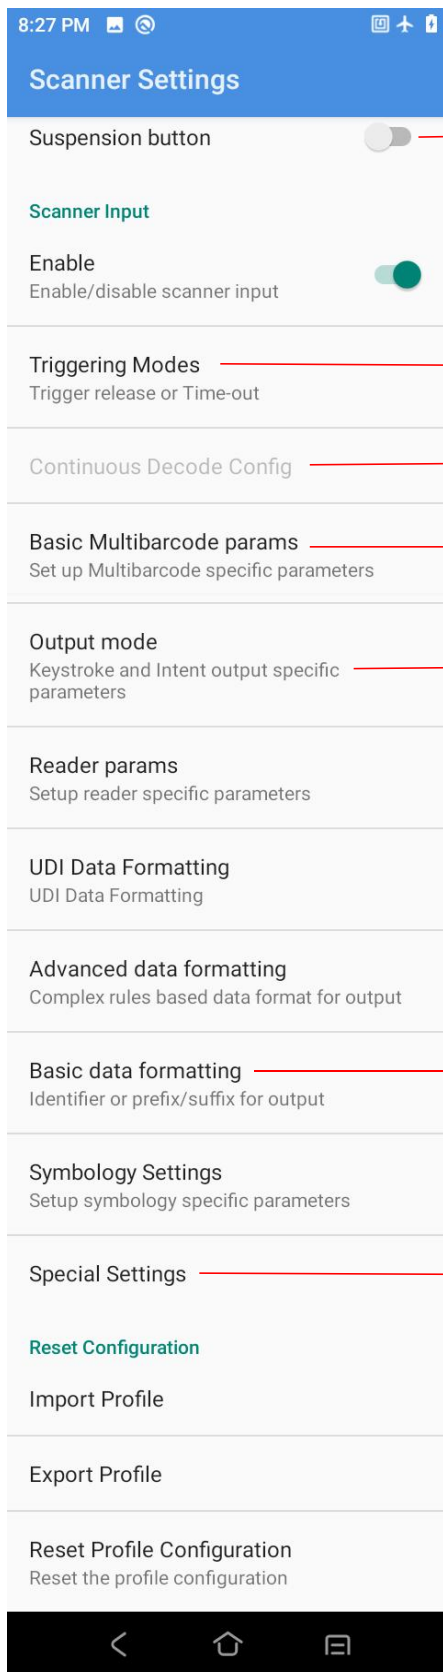 8:27 PM
Scanner Settings
Suspension button
Scanner Input
Enable
Enable/disable scanner input
Triggering Modes
Trigger release or Time-out
Continuous Decode Config
Basic Multibarcode params
Set up Multibarcode specific parameters
Output mode
Keystroke and Intent output specific
parameters
Reader params
Setup reader specific parameters
UDI Data Formatting
UDI Data Formatting
Advanced data formatting
Complex rules based data format for output
Basic data formatting
Identifier or prefix/suffix for output
Symbology Settings
Setup symbology specific parameters
Special Settings
Reset Configuration
Import Profile
Export Profile
Reset Profile Configuration
Reset the profile configuration